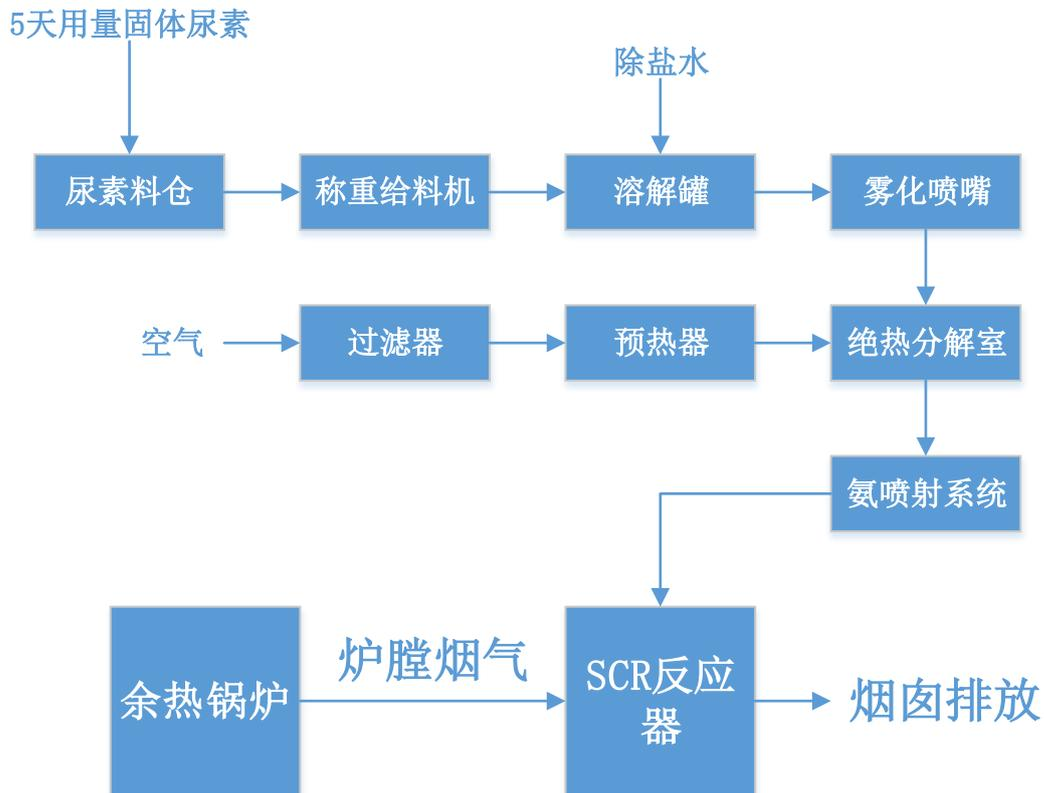 5天用量固体尿素
除盐水
尿素料仓
称重给料机
溶解罐
雾化喷嘴
空气
过滤器
预热器
绝热分解室
氨喷射系统
余热锅炉
炉膛烟气
SCR反应
器
烟囱排放